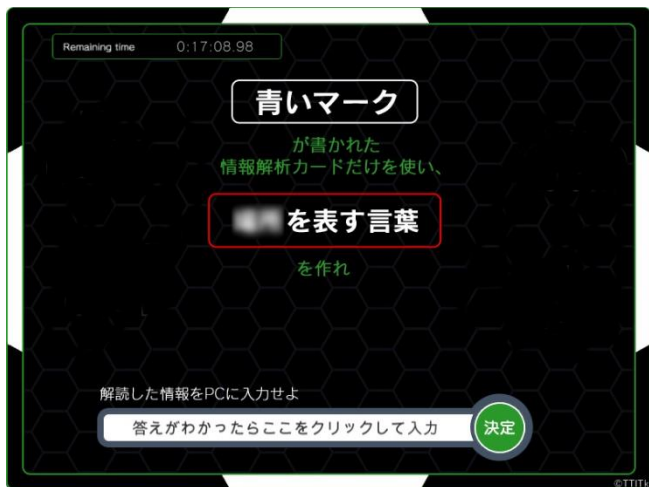 Remaining time 0:17:08.98
青いマーク
が書かれた
情報解析カードだけを使い、
を表す言葉
を作れ
解読した情報をPCに入力せよ
答えがわかったらここをクリックして入力
決定